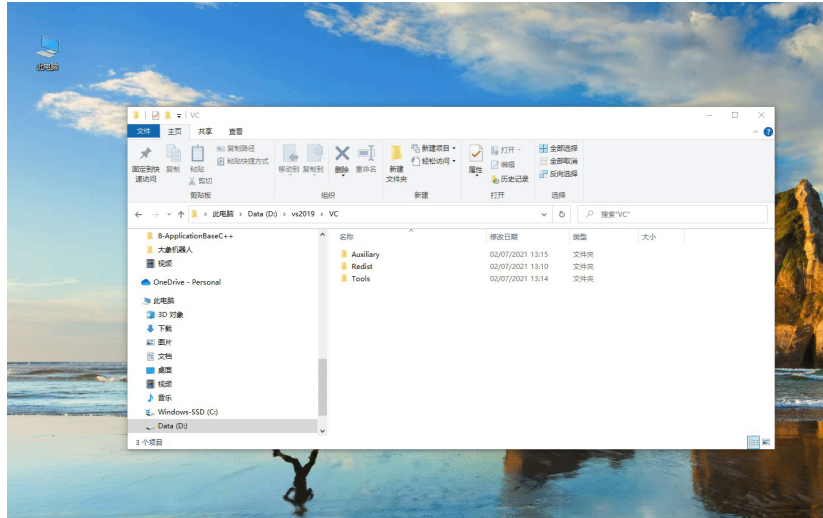 此电脑
VC
文件 主页 共享 查看
固定到快速访问 复制 粘贴 复制路径 粘贴快捷方式 剪切 移动到 复制到 删除 重命名 新建文件夹 新建项目 轻松访问 属性 打开 编辑 历史记录 全部选择 全部取消 反向选择
剪贴板 组织 新建 打开 选择
此电脑 > Data (D:) > vs2019 > VC 搜索"VC"
8-ApplicationBaseC++
大象机器人
视频
OneDrive - Personal
此电脑
3D 对象
下载
图片
文档
桌面
视频
音乐
Windows-SSD (C:)
Data (D:)
名称 修改日期 类型 大小
Auxiliary 02/07/2021 13:15 文件夹
Redist 02/07/2021 13:10 文件夹
Tools 02/07/2021 13:14 文件夹
3 个项目